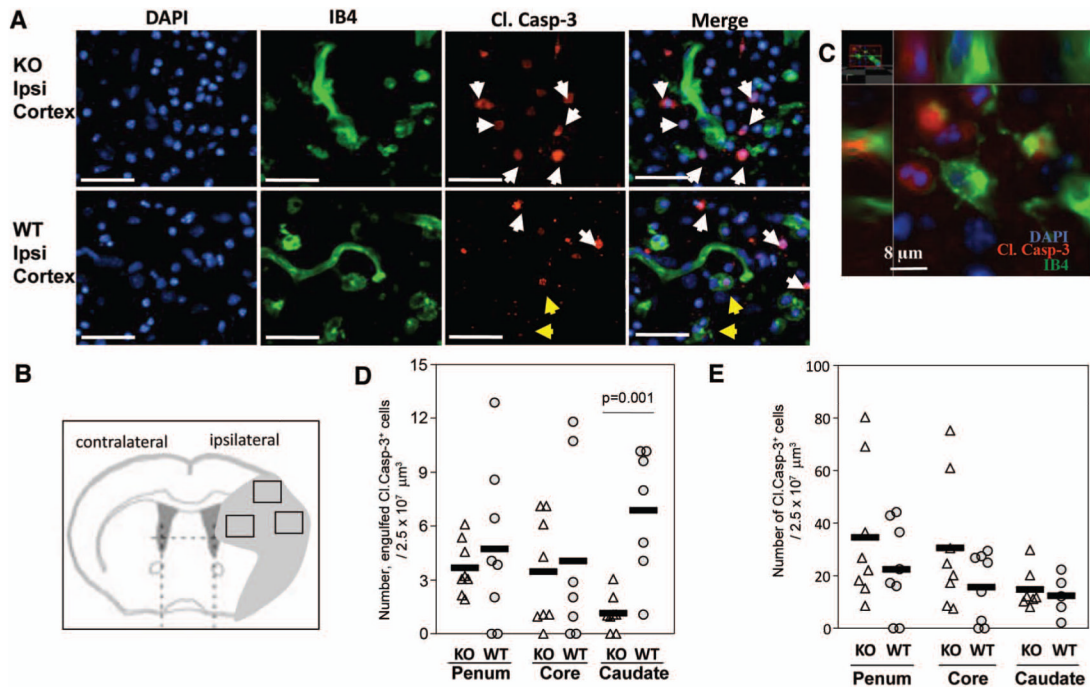 A
DAPI IB4 Cl. Casp-3 Merge
KO
Ipsi
Cortex
WT
Ipsi
Cortex
C
DAPI
Cl. Casp-3
8 µm
IB4
B
contralateral ipsilateral
D
Number, engulfed Cl.Casp-3⁺ cells
/ 2.5 x 10⁷ µm³
15
12
9
6
3
0
p=0.001
KO WT KO WT KO WT
Penum Core Caudate
E
Number of Cl.Casp-3⁺ cells
/ 2.5 x 10⁷ µm³
100
80
60
40
20
0
KO WT KO WT KO WT
Penum Core Caudate